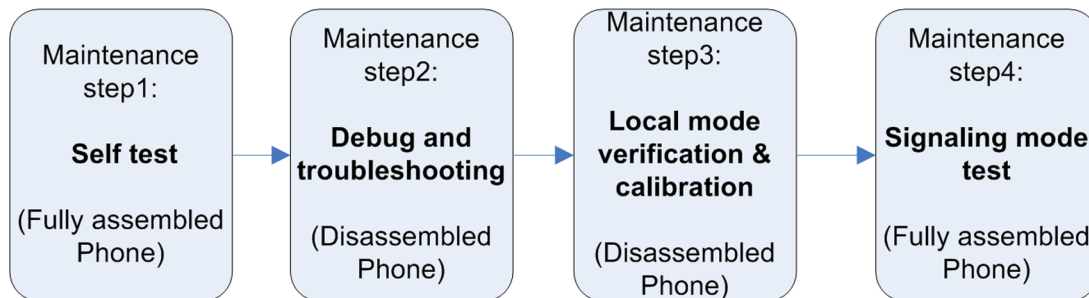 Maintenance
step1:
Self test
(Fully assembled
Phone)
Maintenance
step2:
Debug and
troubleshooting
(Disassembled
Phone)
Maintenance
step3:
Local mode
verification &
calibration
(Disassembled
Phone)
Maintenance
step4:
Signaling mode
test
(Fully assembled
Phone)